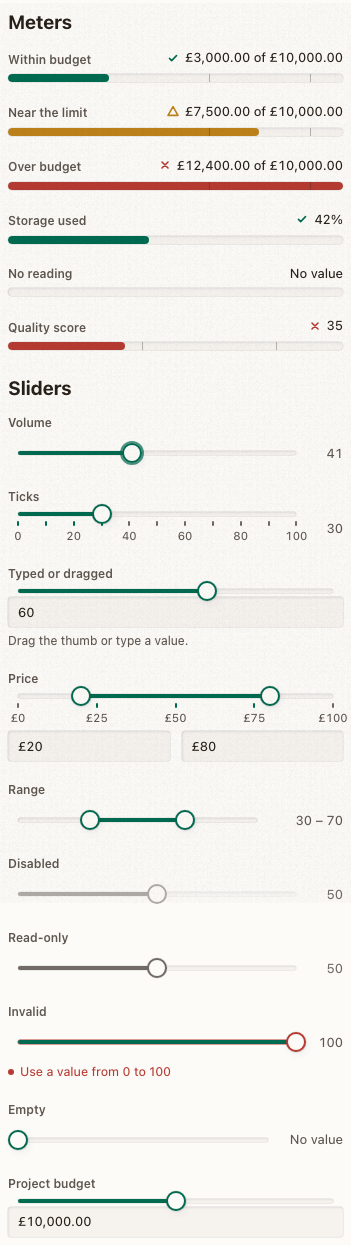 Meters
Within budget £3,000.00 of £10,000.00
Near the limit £7,500.00 of £10,000.00
Over budget £12,400.00 of £10,000.00
Storage used 42%
No reading No value
Quality score 35
Sliders
Volume
41
Ticks
30
0 20 40 60 80 100
Typed or dragged
60
Drag the thumb or type a value.
Price
£0 £25 £50 £75 £100
£20 £80
Range
30 – 70
Disabled
50
Read-only
50
Invalid
100
Use a value from 0 to 100
Empty
No value
Project budget
£10,000.00